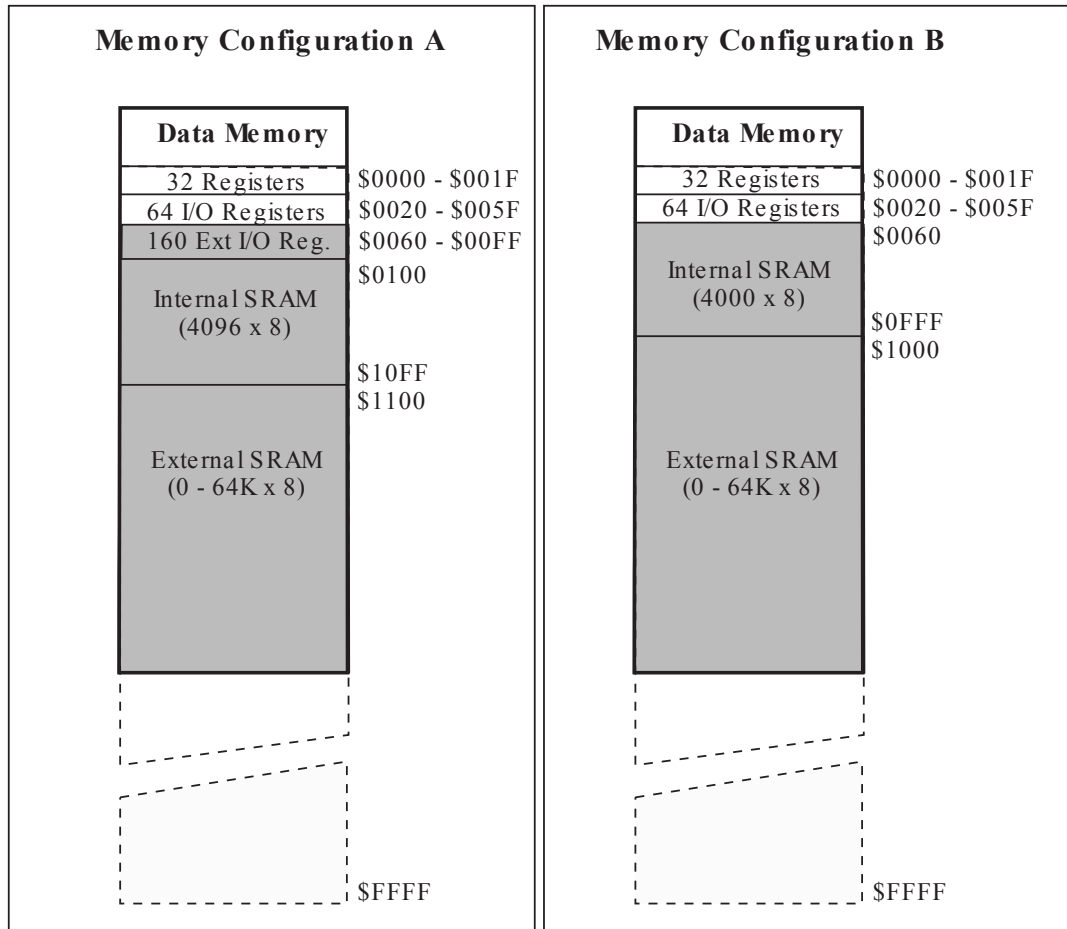 Memory Configuration A
Data Memory
32 Registers
$0000 - $001F
64 I/O Registers
$0020 - $005F
160 Ext I/O Reg.
$0060 - $00FF
$0100
Internal SRAM
(4096 x 8)
$10FF
$1100
External SRAM
(0 - 64K x 8)
$FFFF
Memory Configuration B
Data Memory
32 Registers
$0000 - $001F
64 I/O Registers
$0020 - $005F
$0060
Internal SRAM
(4000 x 8)
$0FFF
$1000
External SRAM
(0 - 64K x 8)
$FFFF